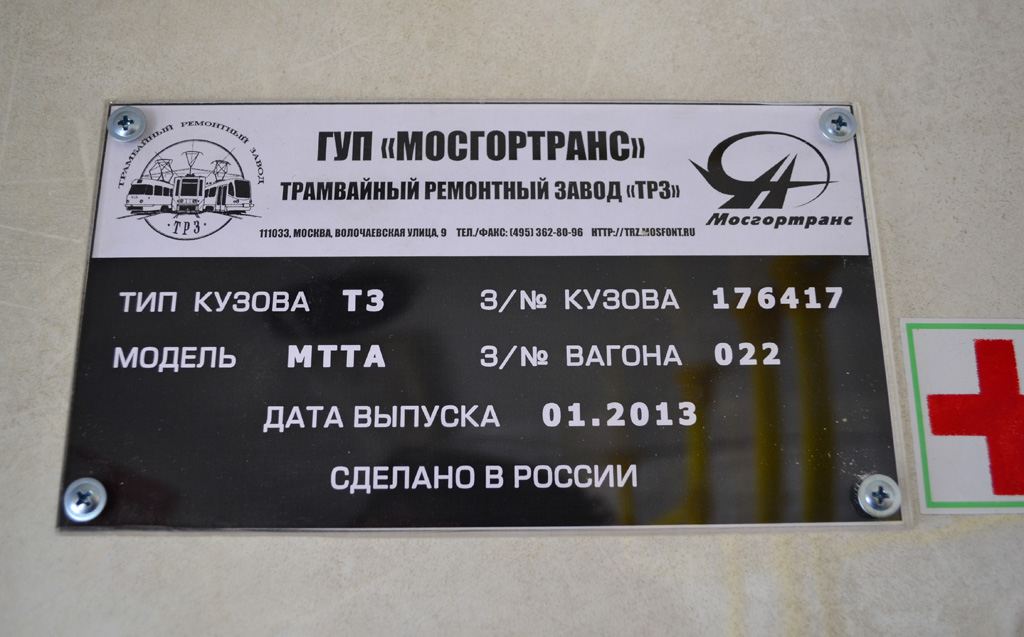 ТРАМВАЙНЫЙ РЕМОНТНЫЙ ЗАВОД
·ТРЗ·
ГУП «МОСГОРТРАНС»
ТРАМВАЙНЫЙ РЕМОНТНЫЙ ЗАВОД «ТРЗ»
111033, МОСКВА, ВОЛОЧАЕВСКАЯ УЛИЦА, 9 ТЕЛ./ФАКС: (495) 362-80-96 HTTP://TRZ.MOSFONT.RU
Мосгортранс
ТИП КУЗОВА Т3 З/№ КУЗОВА 176417
МОДЕЛЬ МТТА З/№ ВАГОНА 022
ДАТА ВЫПУСКА 01.2013
СДЕЛАНО В РОССИИ